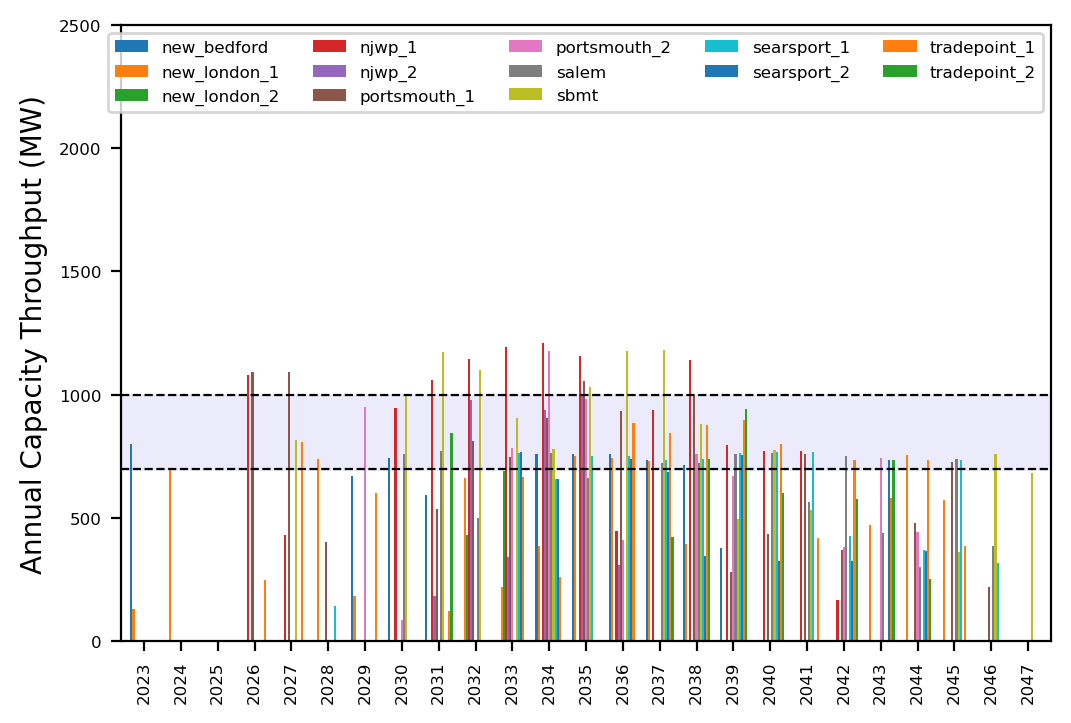 2500
2000
1500
1000
500
0
Annual Capacity Throughput (MW)
new_bedford
new_london_1
new_london_2
njwp_1
njwp_2
portsmouth_1
portsmouth_2
salem
sbmt
searsport_1
searsport_2
tradepoint_1
tradepoint_2
2023
2024
2025
2026
2027
2028
2029
2030
2031
2032
2033
2034
2035
2036
2037
2038
2039
2040
2041
2042
2043
2044
2045
2046
2047